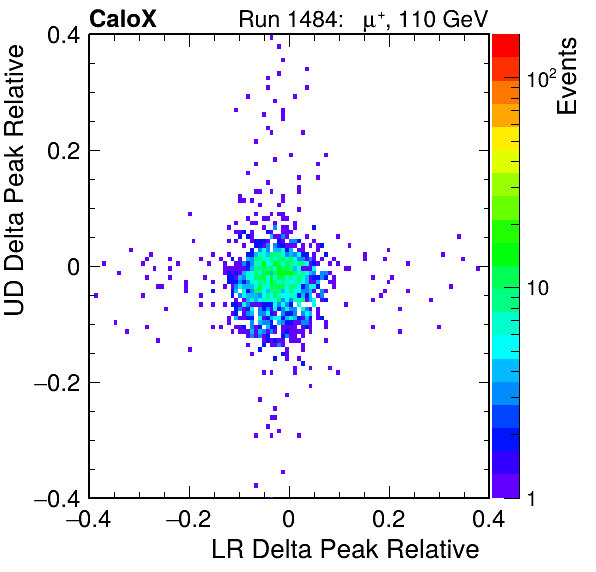 CaloX Run 1484: μ⁺, 110 GeV
UD Delta Peak Relative
0.4
0.2
0
−0.2
−0.4
−0.4 −0.2 0 0.2 0.4
LR Delta Peak Relative
Events
10²
10
1